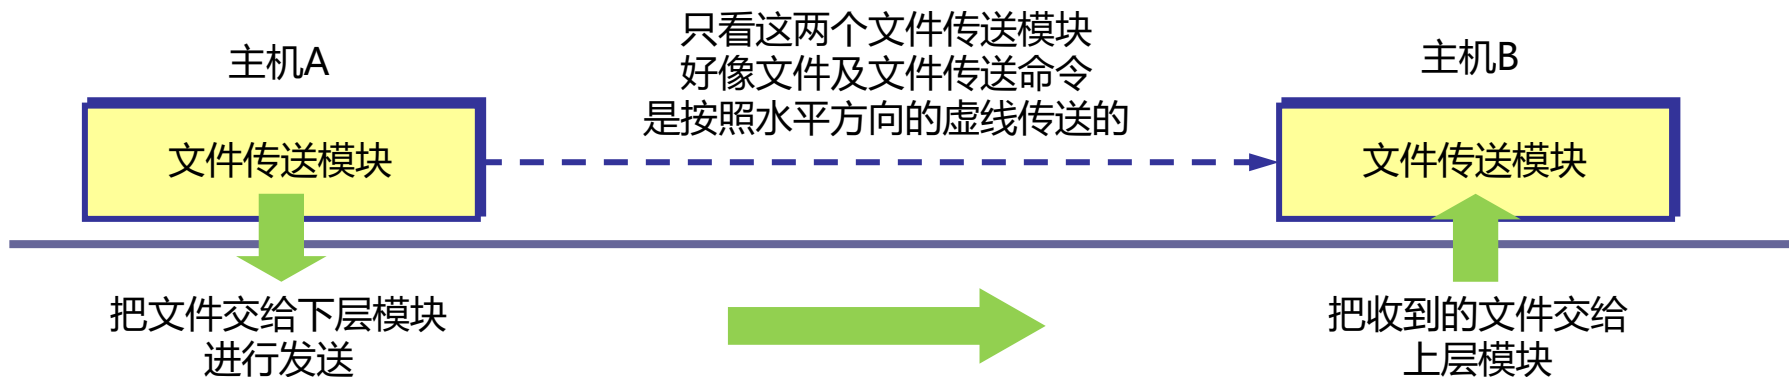 只看这两个文件传送模块
好像文件及文件传送命令
是按照水平方向的虚线传送的
主机A
主机B
文件传送模块
文件传送模块
把文件交给下层模块
进行发送
把收到的文件交给
上层模块